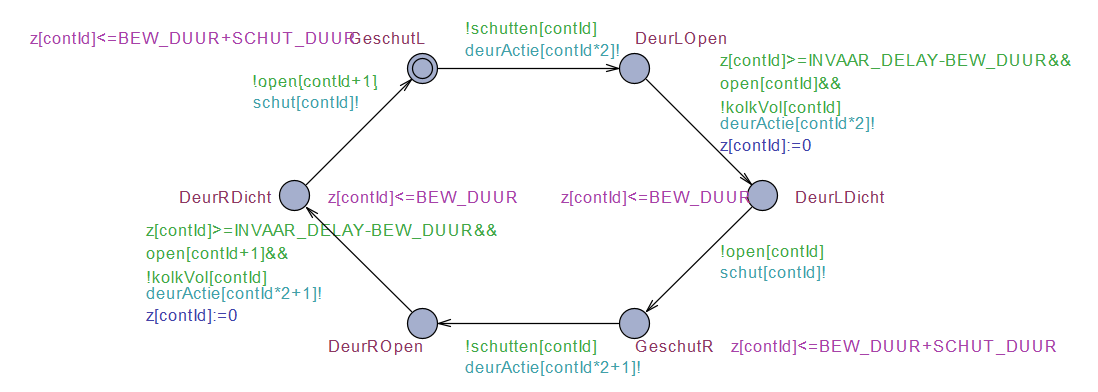 z[contId]<=BEW_DUUR+SCHUT_DUUR
GeschutL
!schutten[contId]
deurActie[contId*2]!
DeurLOpen
z[contId]>=INVAAR_DELAY-BEW_DUUR&&
open[contId]&&
!kolkVol[contId]
deurActie[contId*2]!
z[contId]:=0
!open[contId+1]
schut[contId]!
DeurRDicht
z[contId]<=BEW_DUUR
z[contId]<=BEW_DUUR
DeurLDicht
z[contId]>=INVAAR_DELAY-BEW_DUUR&&
open[contId+1]&&
!kolkVol[contId]
deurActie[contId*2+1]!
z[contId]:=0
!open[contId]
schut[contId]!
DeurROpen
!schutten[contId]
deurActie[contId*2+1]!
GeschutR
z[contId]<=BEW_DUUR+SCHUT_DUUR